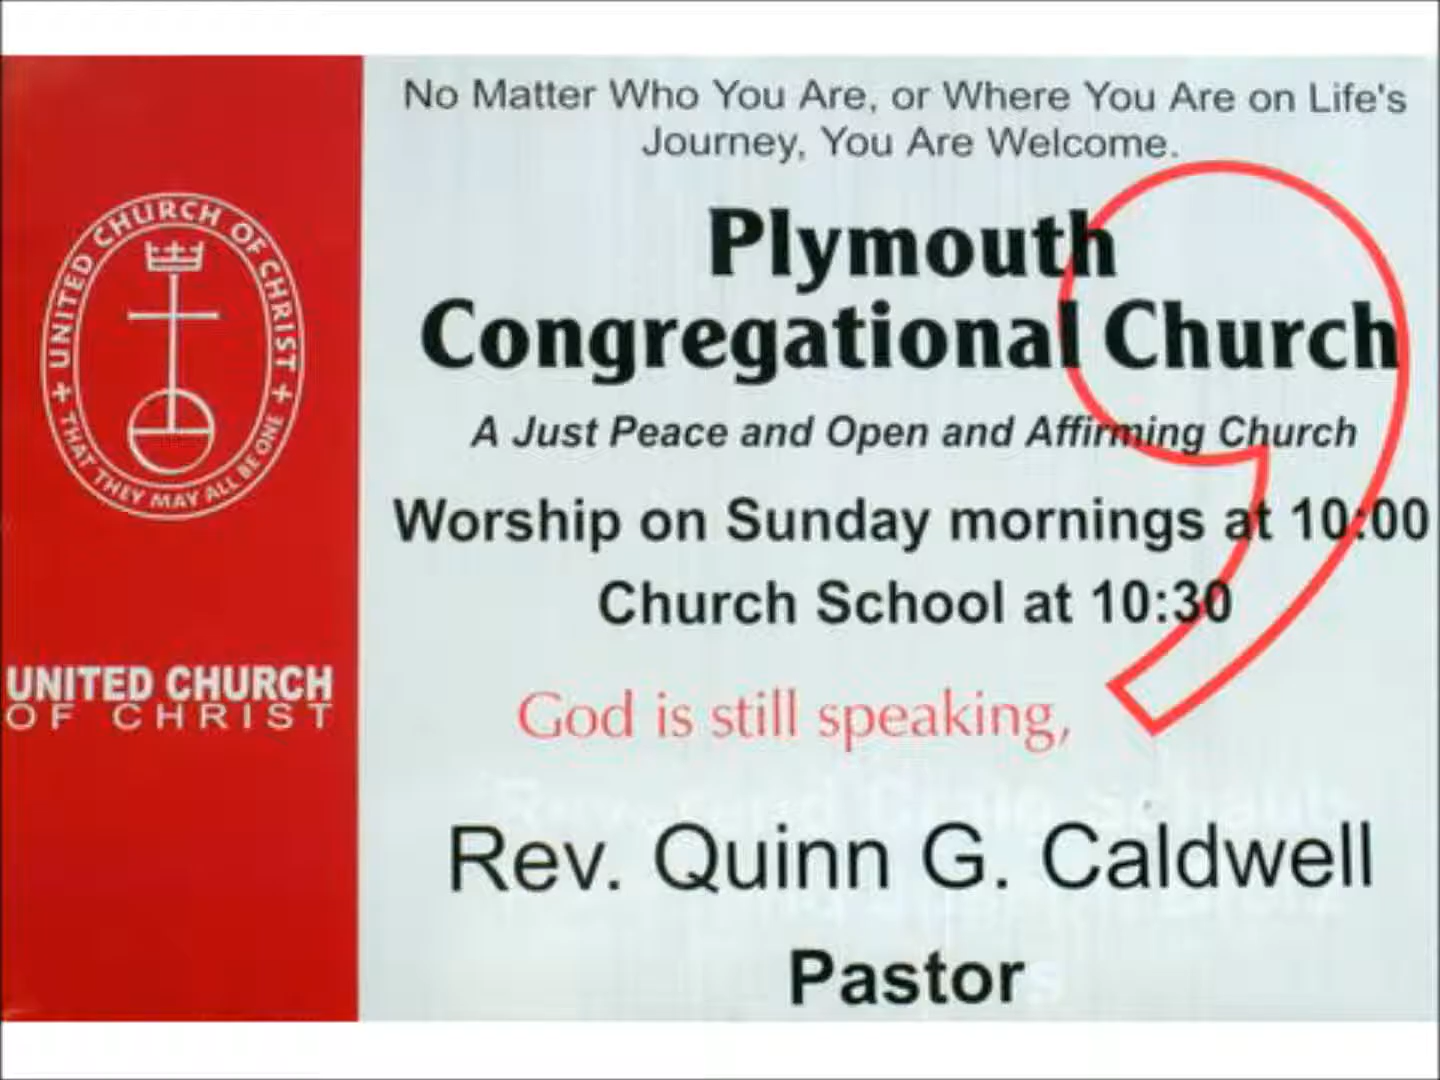 No Matter Who You Are, or Where You Are on Life's
Journey, You Are Welcome.
Plymouth
Congregational Church
A Just Peace and Open and Affirming Church
Worship on Sunday mornings at 10:00
Church School at 10:30
God is still speaking,
Rev. Quinn G. Caldwell
Pastor
UNITED CHURCH OF CHRIST
THAT THEY MAY ALL BE ONE
UNITED CHURCH
OF CHRIST